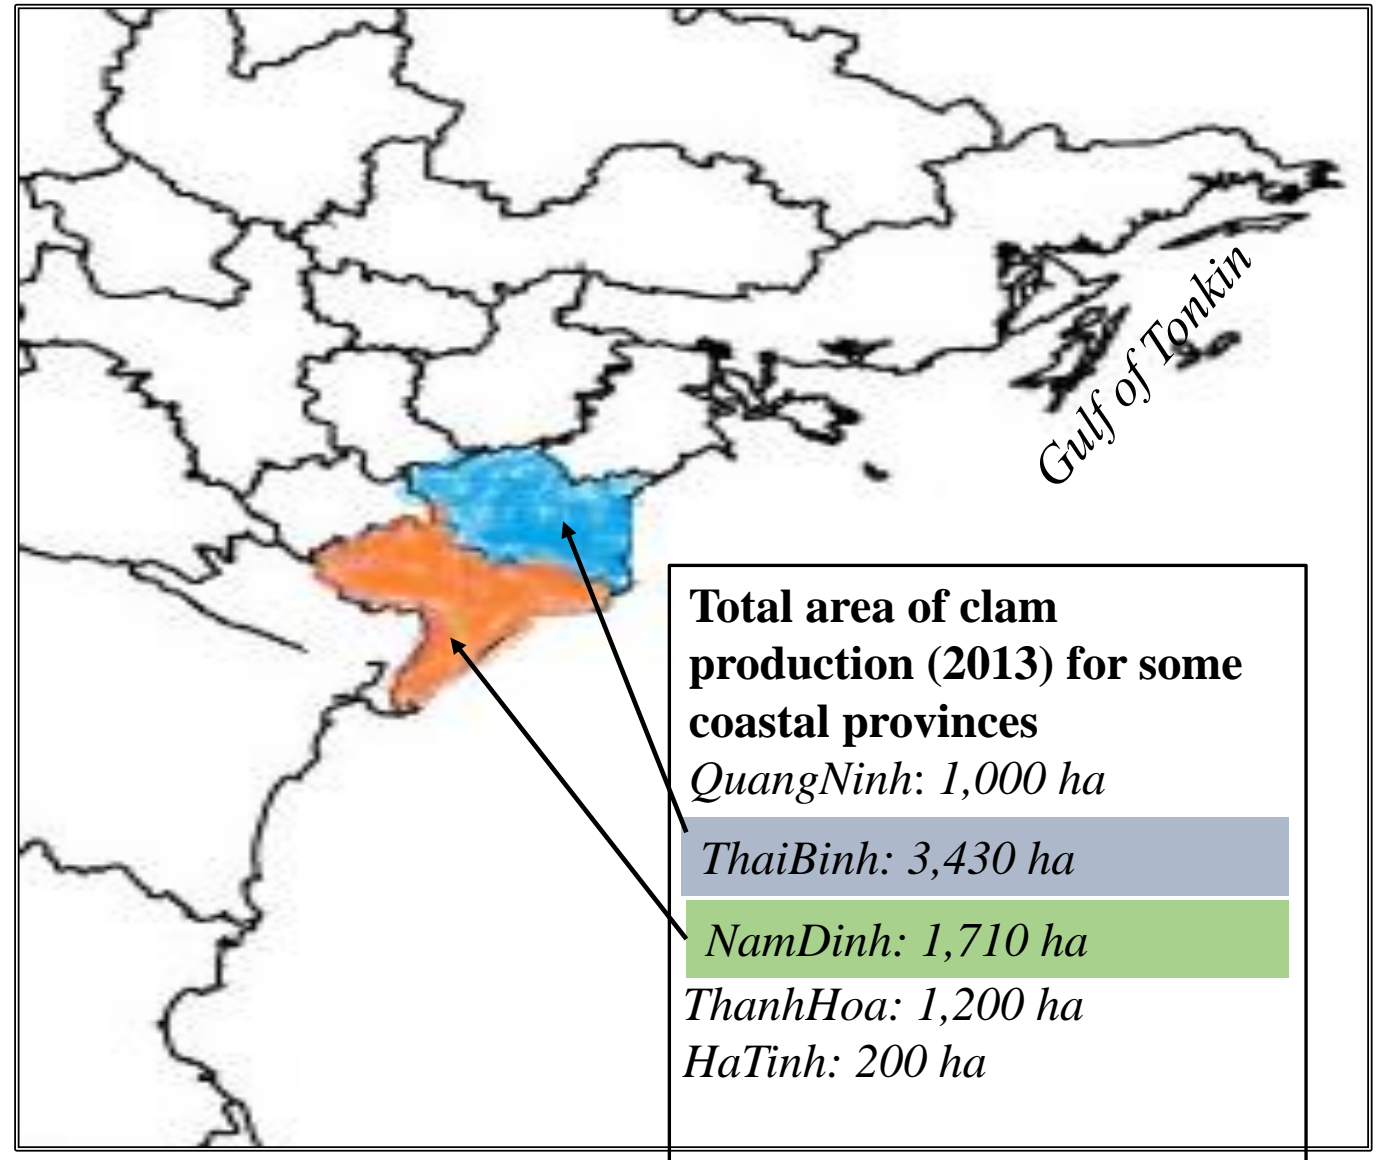 Gulf of Tonkin
Total area of clam
production (2013) for some
coastal provinces
QuangNinh: 1,000 ha
ThaiBinh: 3,430 ha
NamDinh: 1,710 ha
ThanhHoa: 1,200 ha
HaTinh: 200 ha